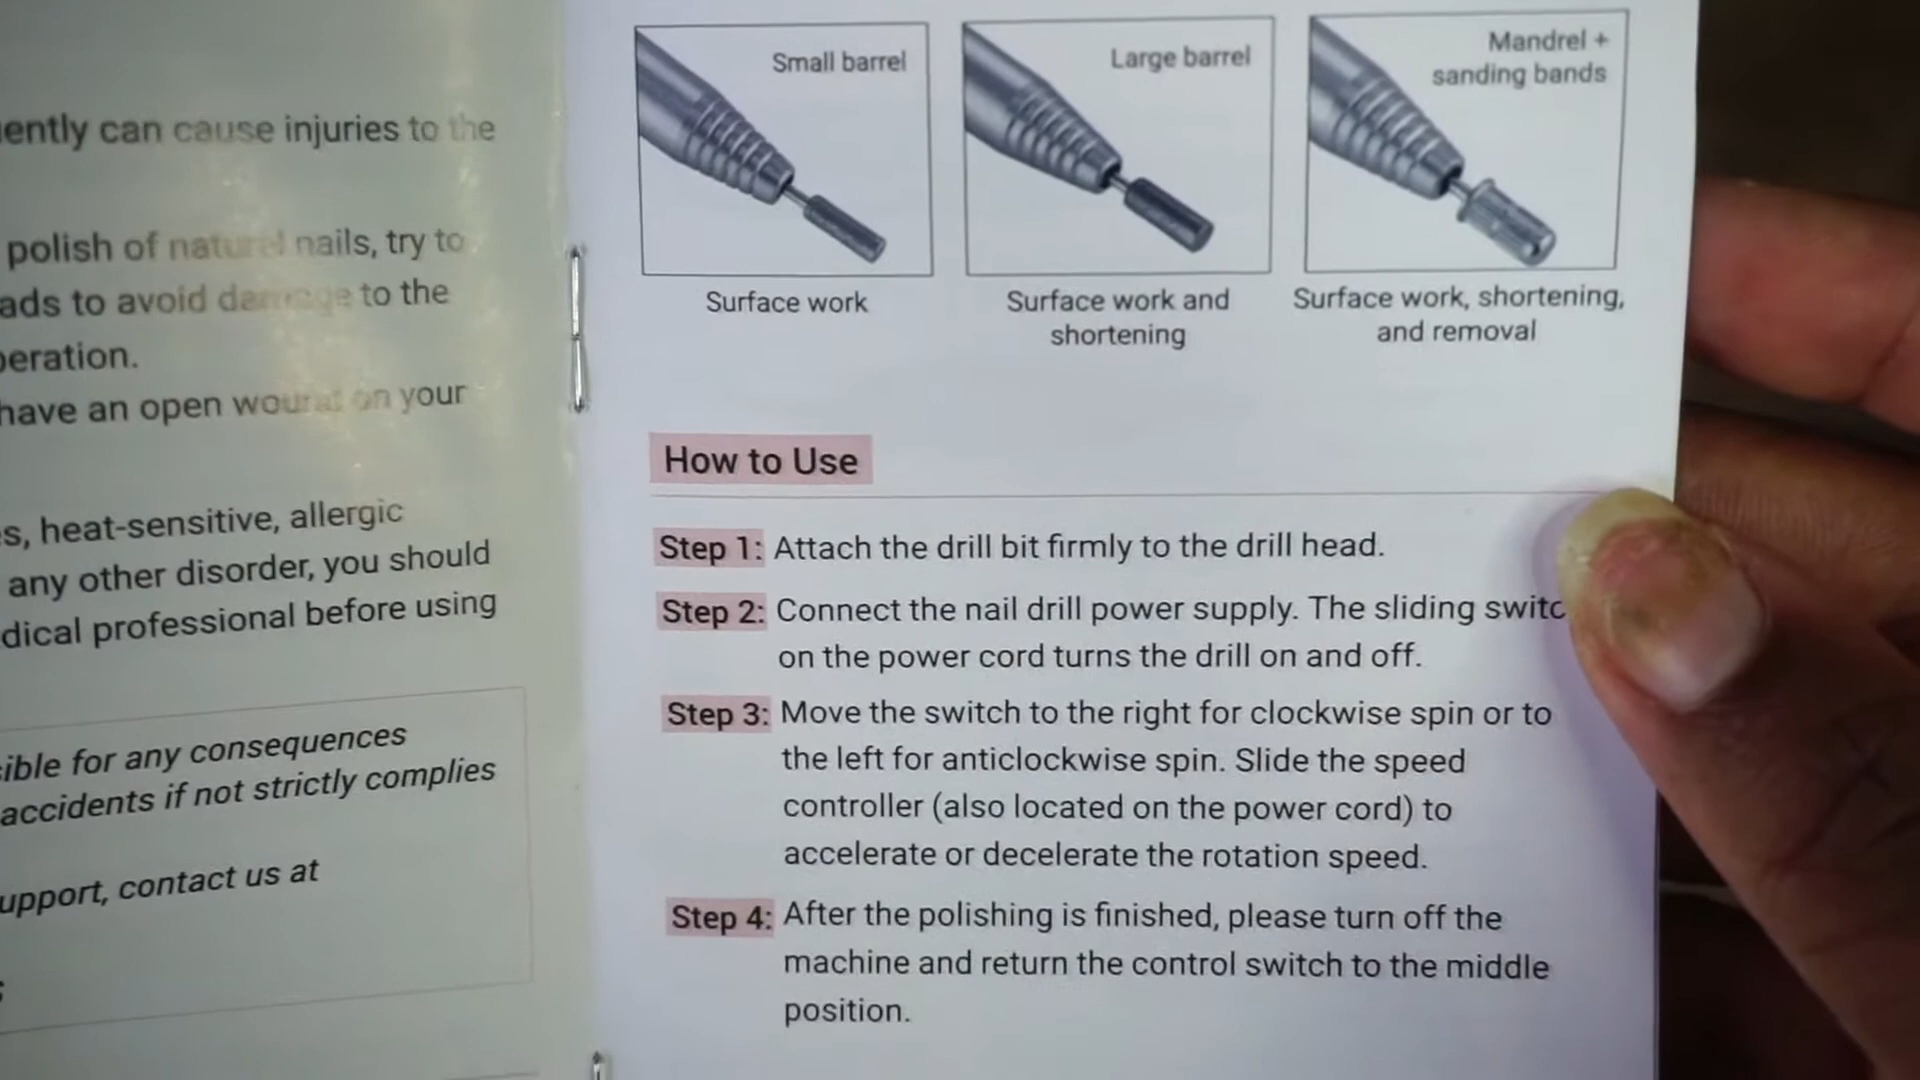 ently can cause injuries to the
polish of natural nails, try to
ads to avoid damage to the
peration.
have an open wound on your
s, heat-sensitive, allergic
any other disorder, you should
dical professional before using
ible for any consequences
accidents if not strictly complies
upport, contact us at
Small barrel
Surface work
Large barrel
Surface work and
shortening
Mandrel +
sanding bands
Surface work, shortening,
and removal
How to Use
Step 1: Attach the drill bit firmly to the drill head.
Step 2: Connect the nail drill power supply. The sliding switc
on the power cord turns the drill on and off.
Step 3: Move the switch to the right for clockwise spin or to
the left for anticlockwise spin. Slide the speed
controller (also located on the power cord) to
accelerate or decelerate the rotation speed.
Step 4: After the polishing is finished, please turn off the
machine and return the control switch to the middle
position.